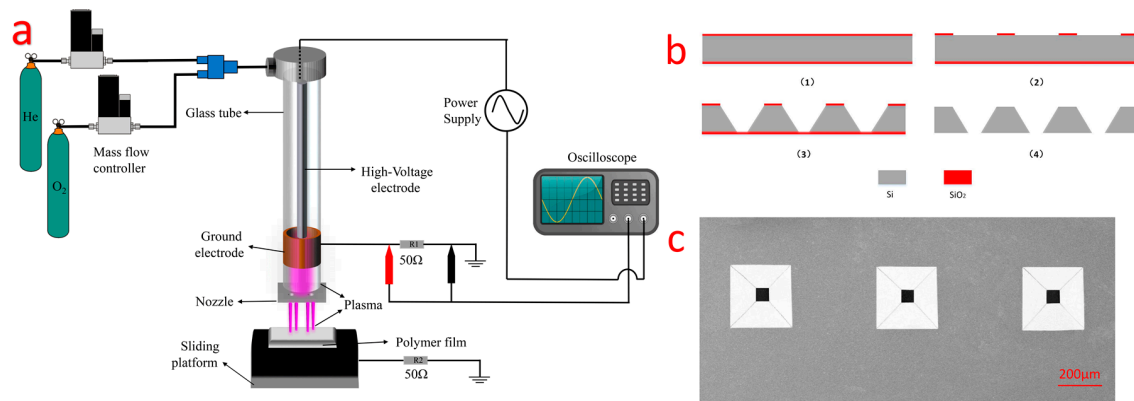 a
He
O₂
Mass flow
controller
Glass tube
High-Voltage
electrode
Power
Supply
Oscilloscope
Ground
electrode
R1
50Ω
Nozzle
Plasma
Polymer film
Sliding
platform
R2
50Ω
b
(1)
(2)
(3)
(4)
Si
SiO₂
c
200μm